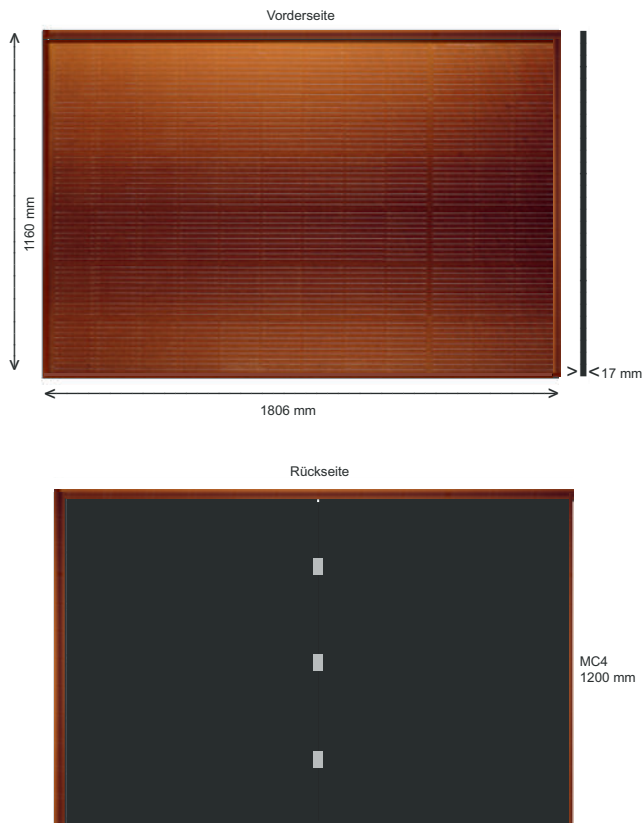 Vorderseite
1160 mm
> < 17 mm
1806 mm
Rückseite
MC4
1200 mm